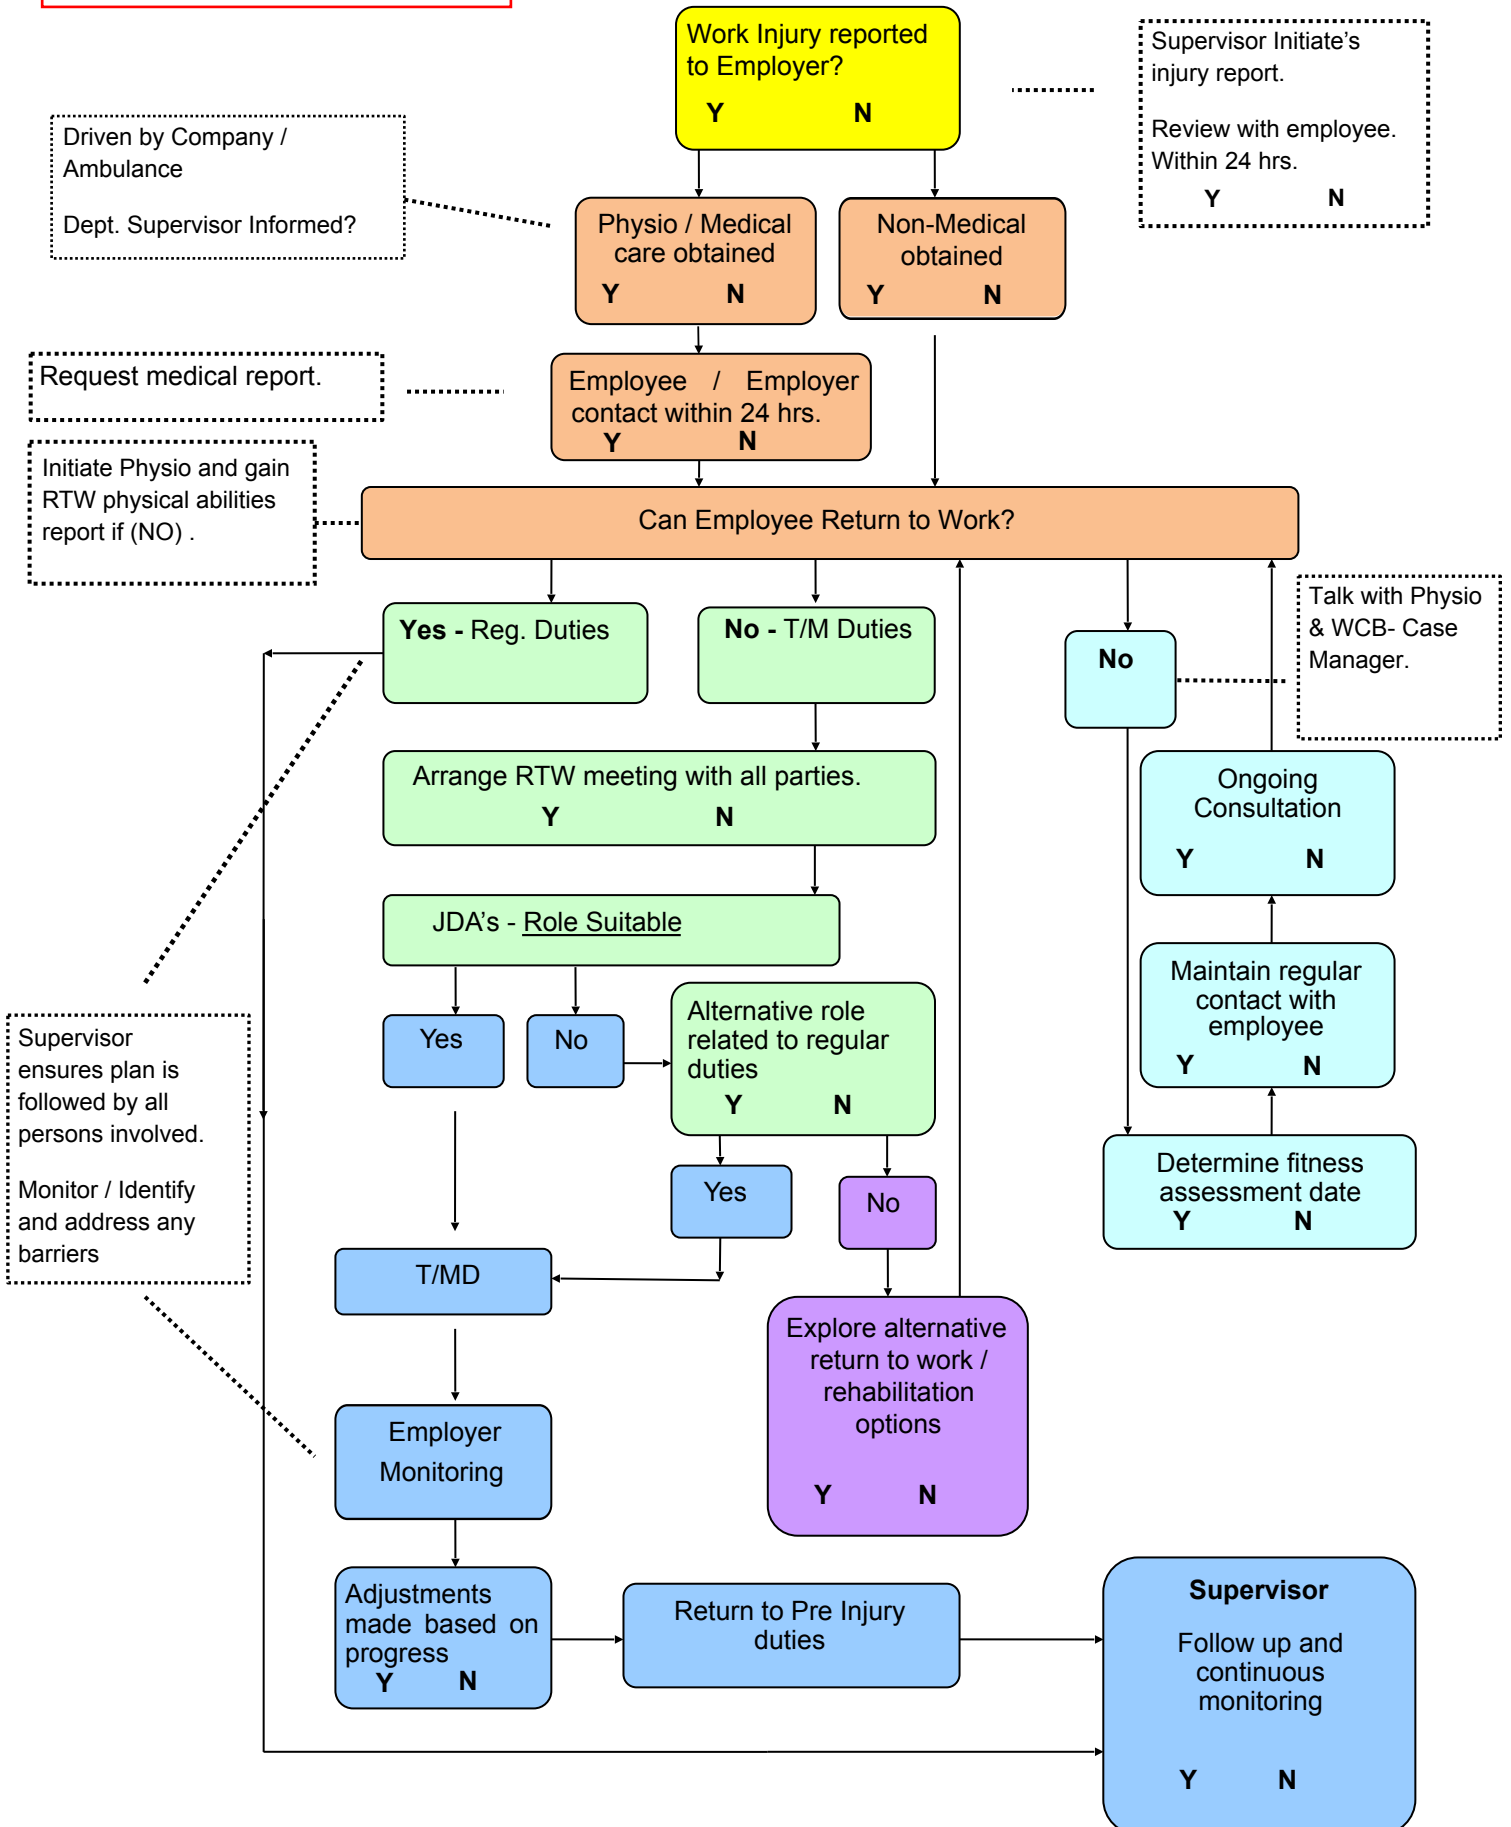 Work Injury reported
to Employer?
Y N
Supervisor Initiate's
injury report.
Review with employee.
Within 24 hrs.
Y N
Driven by Company /
Ambulance
Dept. Supervisor Informed?
Physio / Medical
care obtained
Y N
Non-Medical
obtained
Y N
Request medical report.
Employee / Employer
contact within 24 hrs.
Y N
Initiate Physio and gain
RTW physical abilities
report if (NO) .
Can Employee Return to Work?
Yes - Reg. Duties
No - T/M Duties
No
Talk with Physio
& WCB- Case
Manager.
Arrange RTW meeting with all parties.
Y N
Ongoing
Consultation
Y N
JDA's - Role Suitable
Maintain regular
contact with
employee
Y N
Yes
No
Alternative role
related to regular
duties
Y N
Supervisor
ensures plan is
followed by all
persons involved.
Monitor / Identify
and address any
barriers
Determine fitness
assessment date
Y N
Yes
No
T/MD
Explore alternative
return to work /
rehabilitation
options
Y N
Employer
Monitoring
Adjustments
made based on
progress
Y N
Return to Pre Injury
duties
Supervisor
Follow up and
continuous
monitoring
Y N